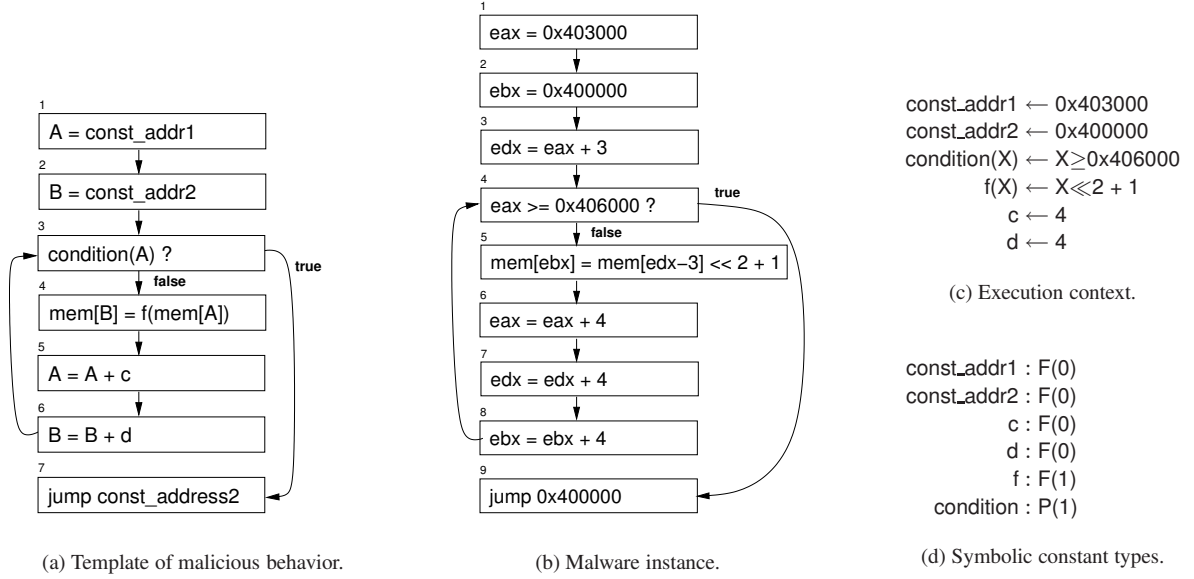 1
A = const_addr1
2
B = const_addr2
3
condition(A) ?
true
false
4
mem[B] = f(mem[A])
5
A = A + c
6
B = B + d
7
jump const_address2
(a) Template of malicious behavior.
1
eax = 0x403000
2
ebx = 0x400000
3
edx = eax + 3
4
true
eax >= 0x406000 ?
false
5
mem[ebx] = mem[edx−3] << 2 + 1
6
eax = eax + 4
7
edx = edx + 4
8
ebx = ebx + 4
9
jump 0x400000
(b) Malware instance.
const_addr1 ← 0x403000
const_addr2 ← 0x400000
condition(X) ← X≥0x406000
f(X) ← X≪2 + 1
c ← 4
d ← 4
(c) Execution context.
const_addr1 : F(0)
const_addr2 : F(0)
c : F(0)
d : F(0)
f : F(1)
condition : P(1)
(d) Symbolic constant types.